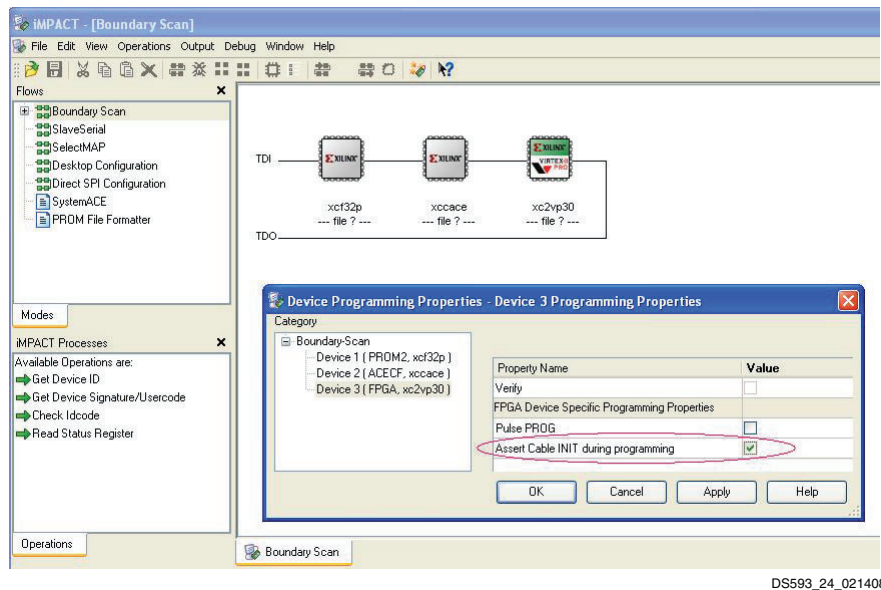 iMPACT - [Boundary Scan]
File Edit View Operations Output Debug Window Help
Flows
Boundary Scan
SlaveSerial
SelectMAP
Desktop Configuration
Direct SPI Configuration
SystemACE
PROM File Formatter
Modes
iMPACT Processes
Available Operations are:
Get Device ID
Get Device Signature/Usercode
Check Idcode
Read Status Register
Operations
TDI
XILINX XILINX XILINX
VIRTEX-II
PRO
xcf32p xccace xc2vp30
--- file ? --- --- file ? --- --- file ? ---
TDO
Device Programming Properties - Device 3 Programming Properties
Category
Boundary-Scan
Device 1 ( PROM2, xcf32p )
Device 2 ( ACECF, xccace )
Device 3 ( FPGA, xc2vp30 )
Property Name Value
Verify
FPGA Device Specific Programming Properties
Pulse PROG
Assert Cable INIT during programming
OK Cancel Apply Help
Boundary Scan
DS593_24_021408